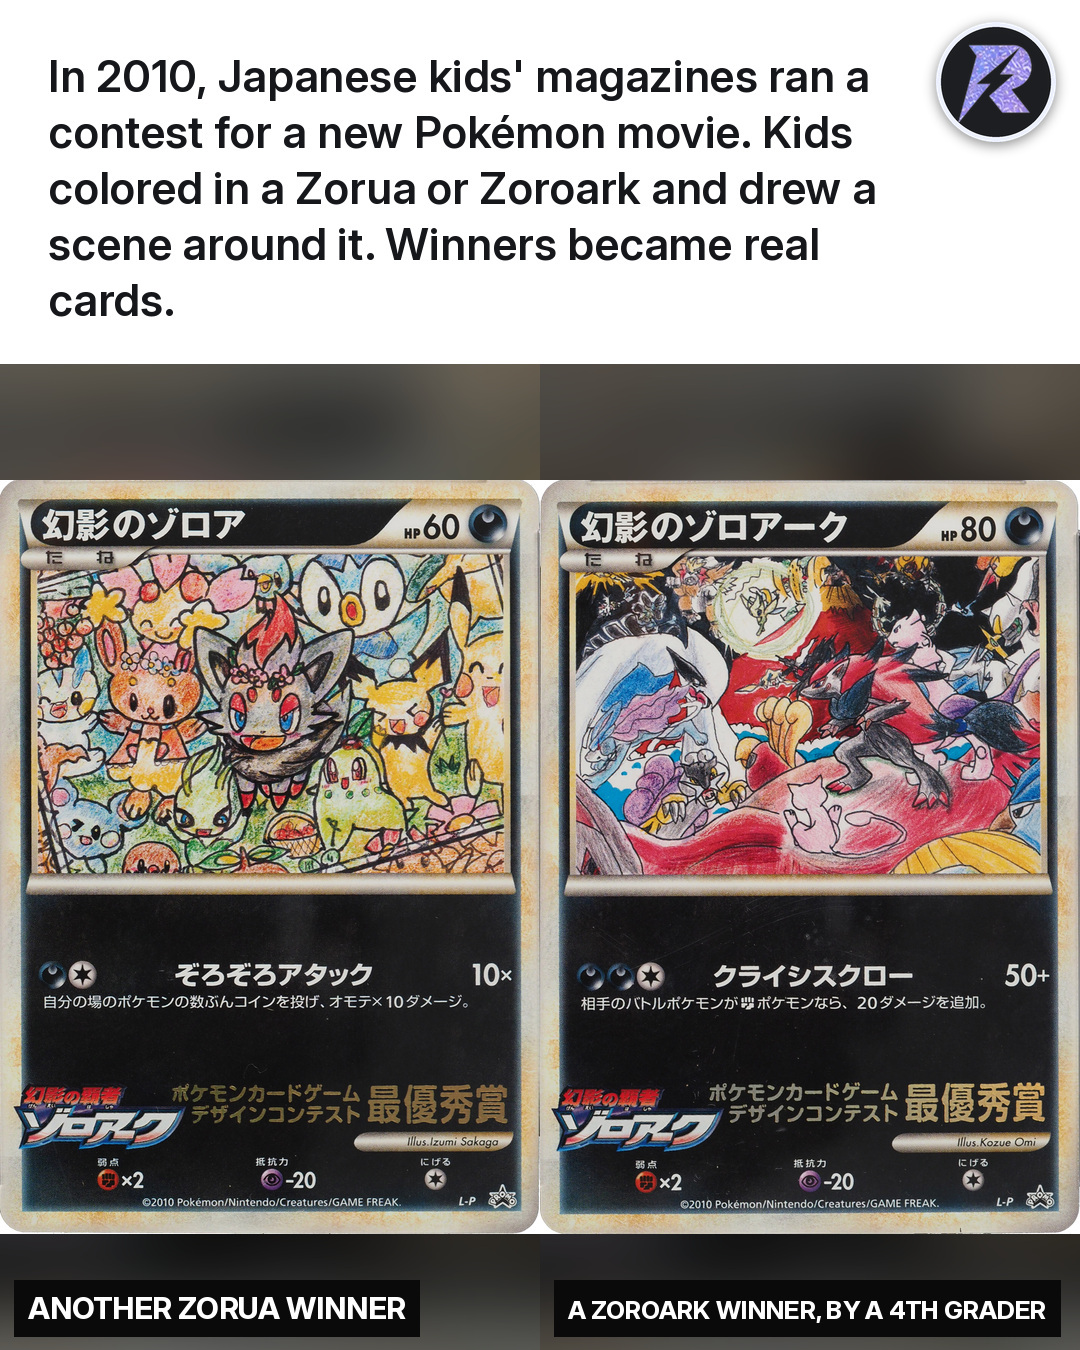 In 2010, Japanese kids' magazines ran a
contest for a new Pokémon movie. Kids
colored in a Zorua or Zoroark and drew a
scene around it. Winners became real
cards.
R
幻影のゾロア
HP60
たね
ぞろぞろアタック 10×
自分の場のポケモンの数ぶんコインを投げ、オモテ×10ダメージ。
幻影の覇者
ゾロアーク
ポケモンカードゲーム
デザインコンテスト
最優秀賞
Illus.Izumi Sakaga
弱点 抵抗力 にげる
×2 -20
©2010 Pokémon/Nintendo/Creatures/GAME FREAK.
L-P
幻影のゾロアーク
HP80
たね
クライシスクロー 50+
相手のバトルポケモンがポケモンなら、20ダメージを追加。
幻影の覇者
ゾロアーク
ポケモンカードゲーム
デザインコンテスト
最優秀賞
Illus.Kozue Omi
弱点 抵抗力 にげる
×2 -20
©2010 Pokémon/Nintendo/Creatures/GAME FREAK.
L-P
ANOTHER ZORUA WINNER
A ZOROARK WINNER, BY A 4TH GRADER